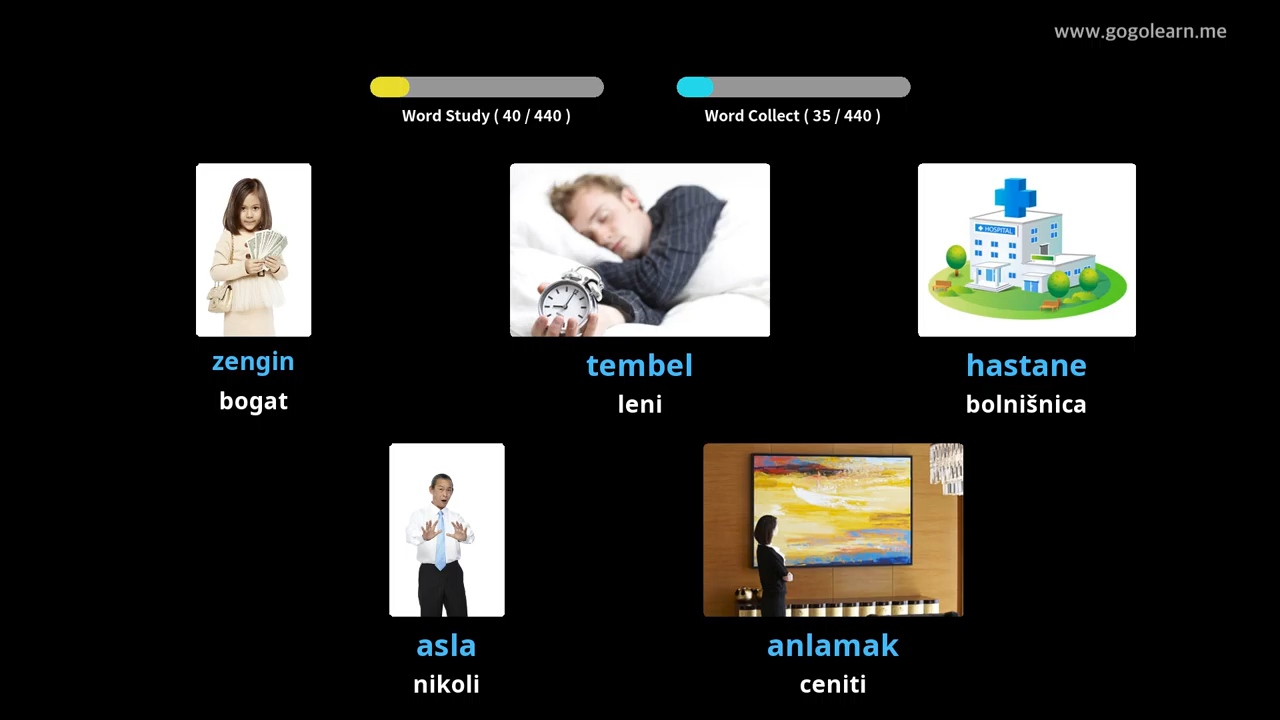 www.gogolearn.me
Word Study ( 40 / 440 )
Word Collect ( 35 / 440 )
HOSPITAL
zengin
bogat
tembel
leni
hastane
bolnišnica
asla
nikoli
anlamak
ceniti